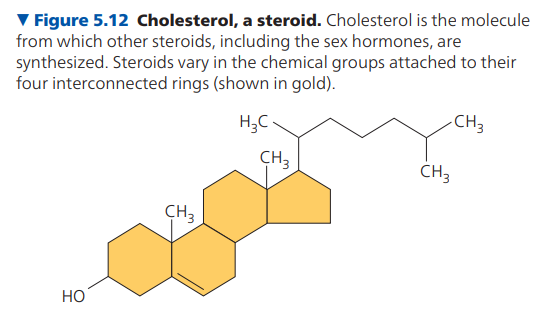 ▼ Figure 5.12 Cholesterol, a steroid. Cholesterol is the molecule
from which other steroids, including the sex hormones, are
synthesized. Steroids vary in the chemical groups attached to their
four interconnected rings (shown in gold).
H₃C
CH₃
CH₃
CH₃
CH₃
HO